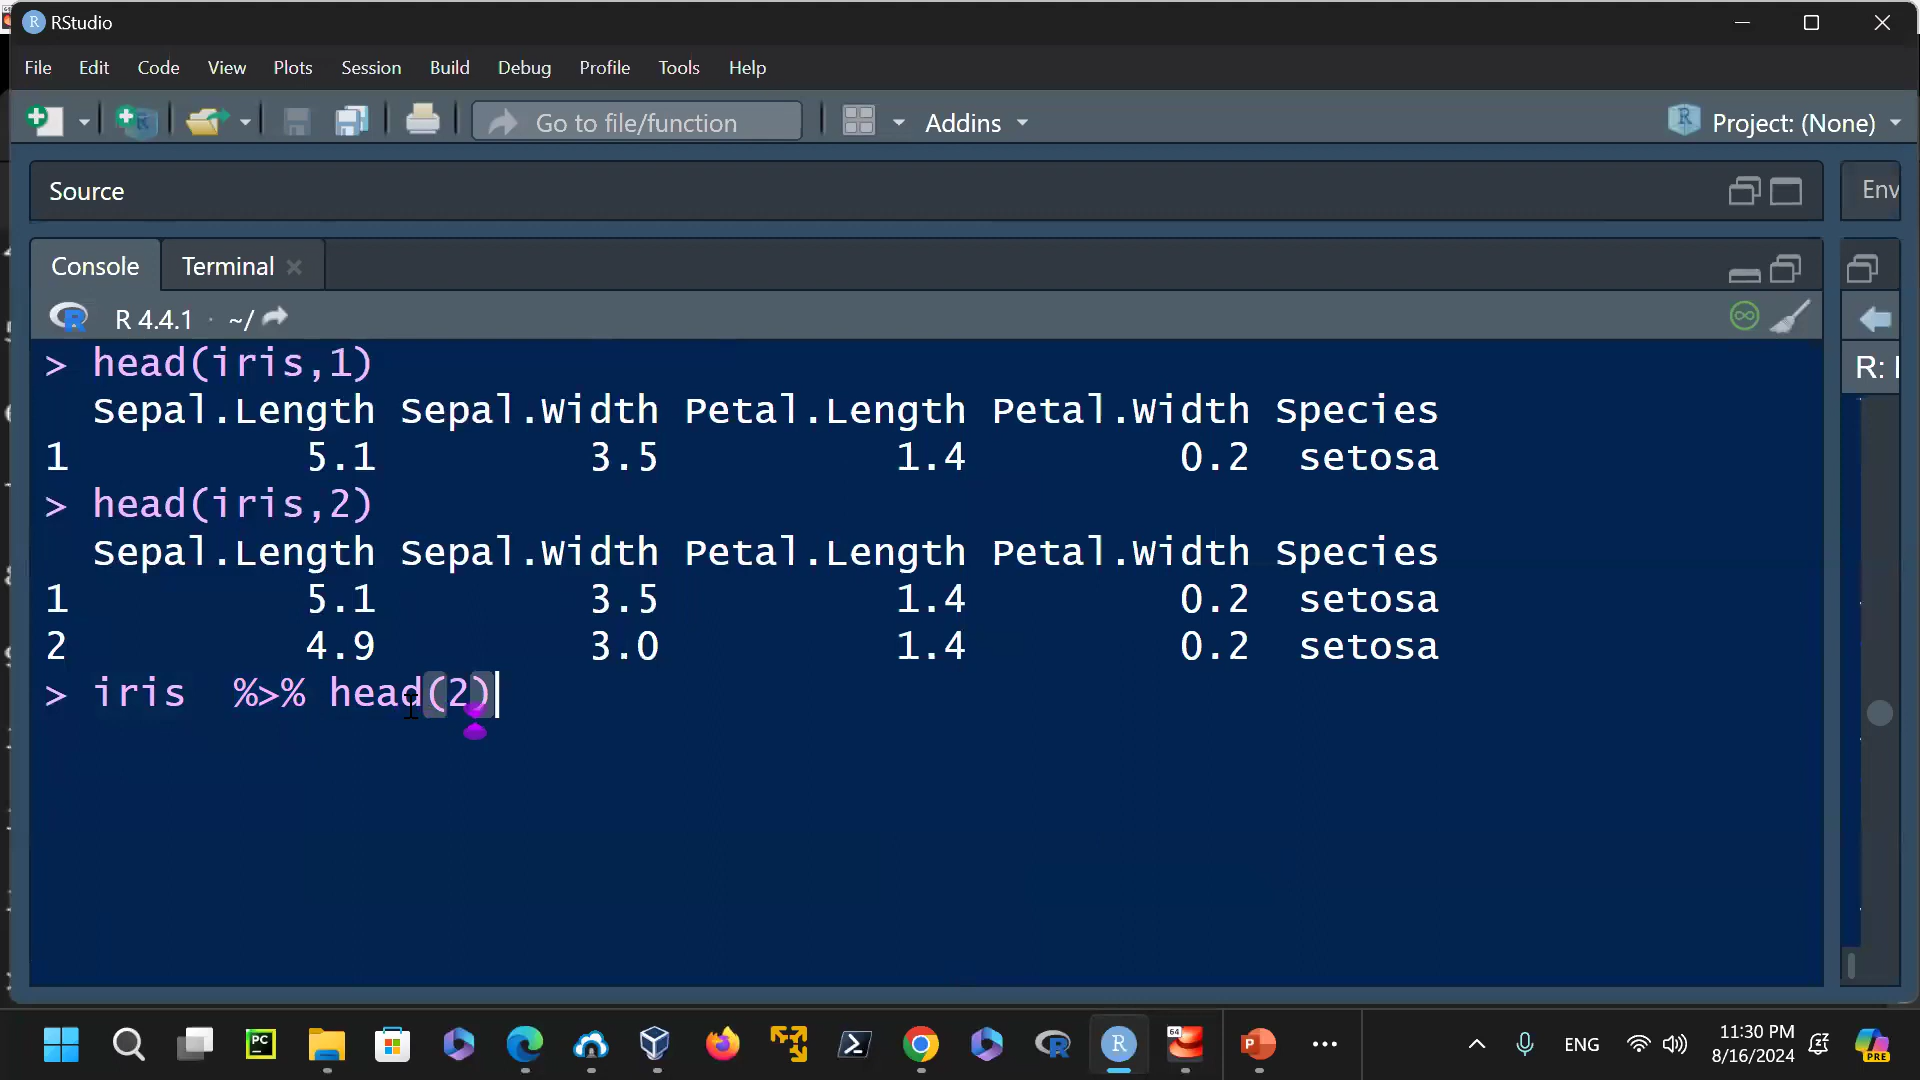 RStudio
File Edit Code View Plots Session Build Debug Profile Tools Help
Go to file/function Addins Project: (None)
Source Env
Console Terminal
R 4.4.1 · ~/
R:
> head(iris,1)
Sepal.Length Sepal.Width Petal.Length Petal.Width Species
1 5.1 3.5 1.4 0.2 setosa
> head(iris,2)
Sepal.Length Sepal.Width Petal.Length Petal.Width Species
1 5.1 3.5 1.4 0.2 setosa
2 4.9 3.0 1.4 0.2 setosa
> iris  %>% head(2)
ENG 11:30 PM
8/16/2024